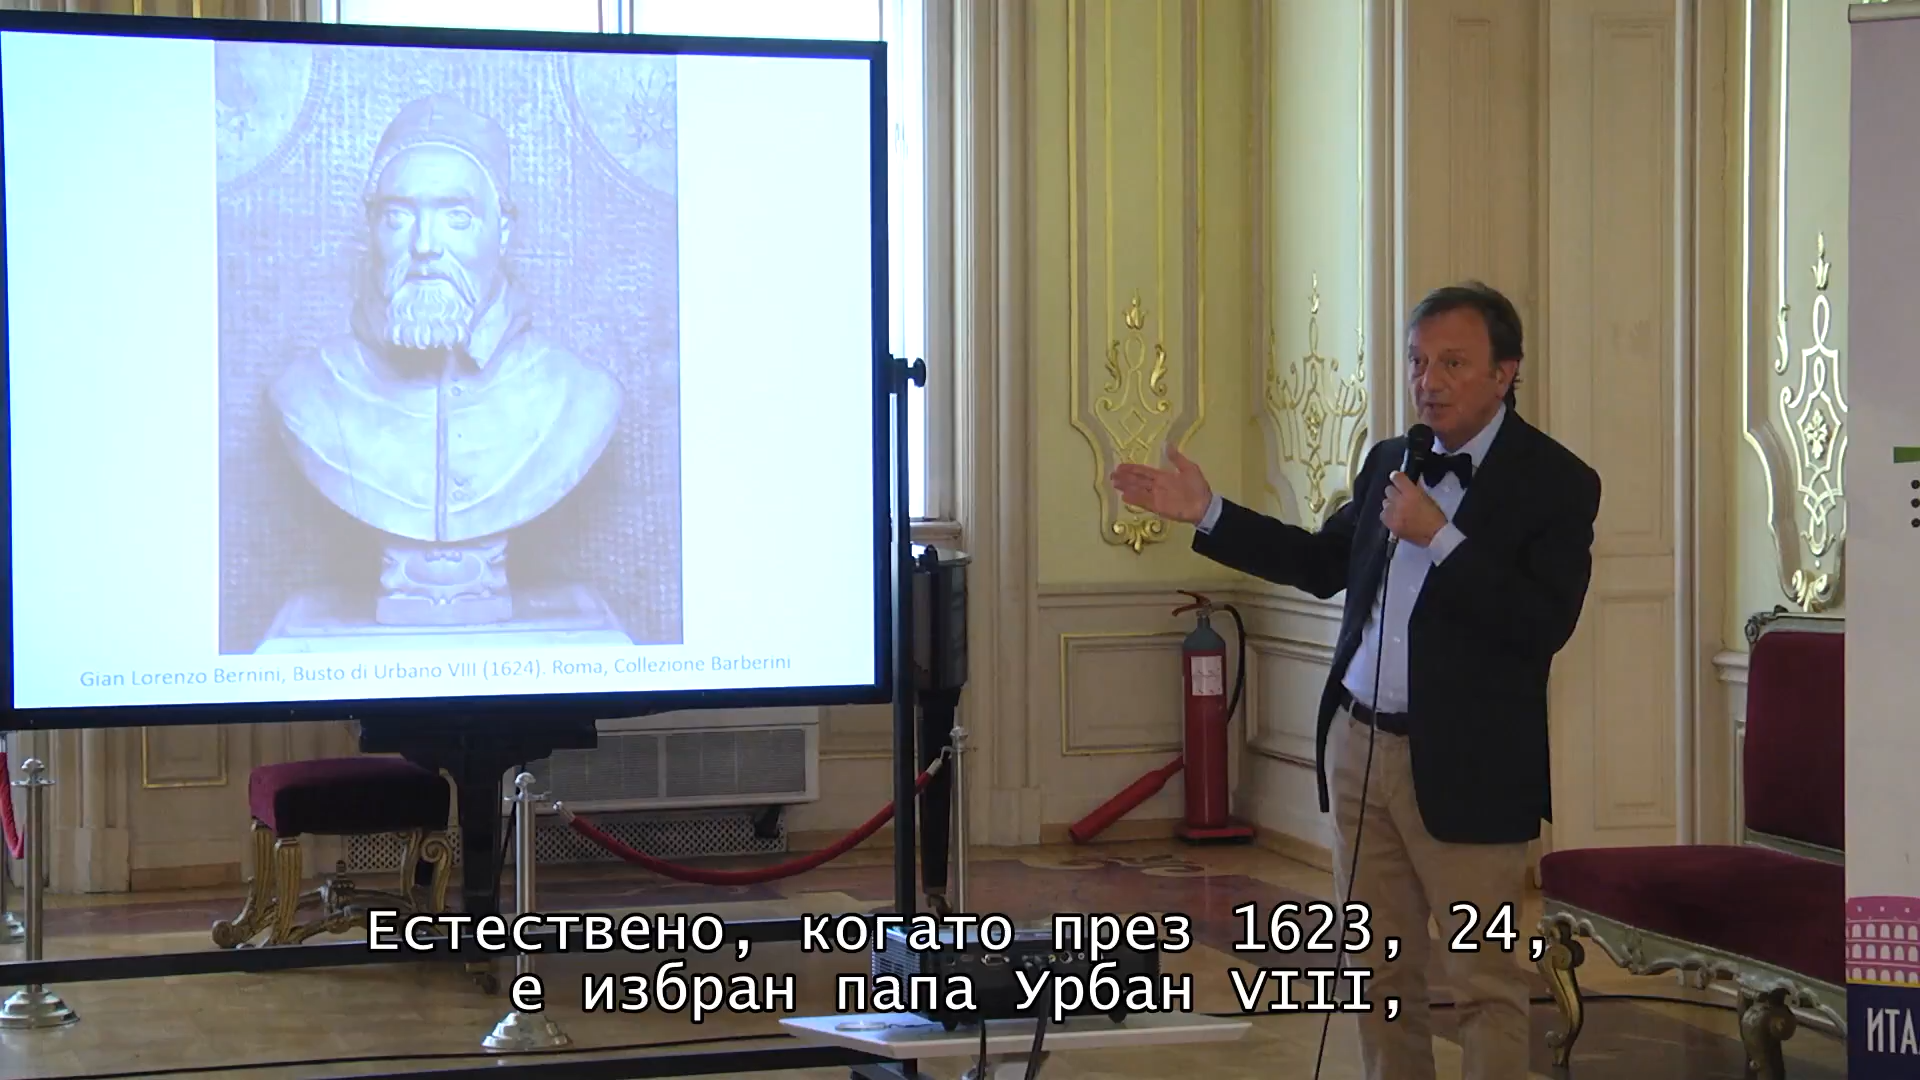 Gian Lorenzo Bernini, Busto di Urbano VIII (1624). Roma, Collezione Barberini
Естествено, когато през 1623, 24,
е избран папа Урбан VIII,